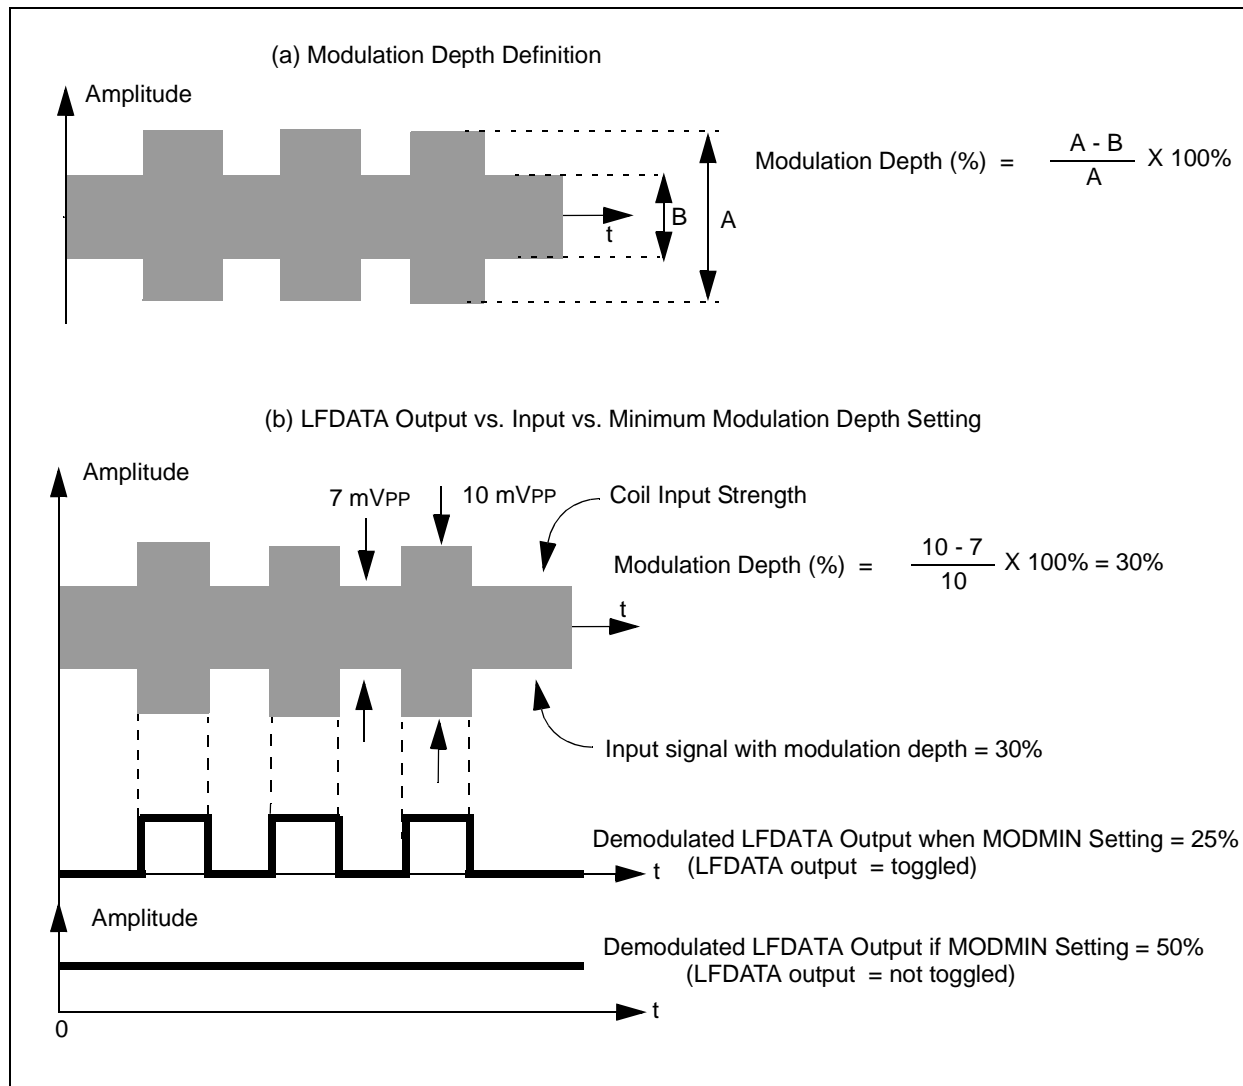 (a) Modulation Depth Definition
Amplitude
Modulation Depth (%) = A - B / A X 100%
B
A
t
(b) LFDATA Output vs. Input vs. Minimum Modulation Depth Setting
Amplitude
7 mVPP
10 mVPP
Coil Input Strength
Modulation Depth (%) = 10 - 7 / 10 X 100% = 30%
t
Input signal with modulation depth = 30%
Demodulated LFDATA Output when MODMIN Setting = 25%
t
(LFDATA output = toggled)
Amplitude
Demodulated LFDATA Output if MODMIN Setting = 50%
(LFDATA output = not toggled)
t
0